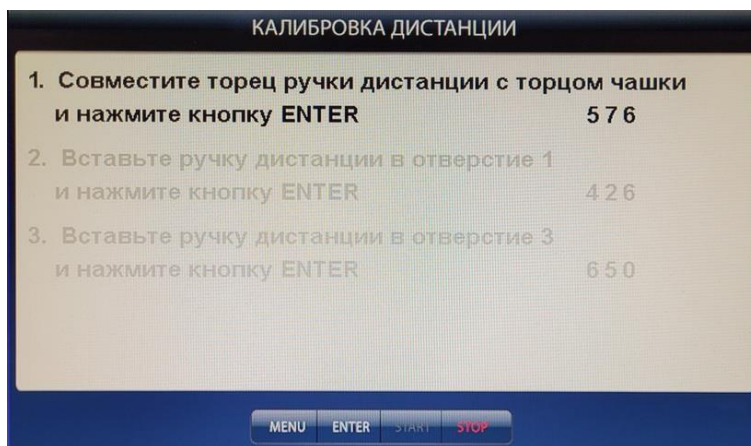 КАЛИБРОВКА ДИСТАНЦИИ
1. Совместите торец ручки дистанции с торцом чашки
и нажмите кнопку ENTER 576
2. Вставьте ручку дистанции в отверстие 1
и нажмите кнопку ENTER 426
3. Вставьте ручку дистанции в отверстие 3
и нажмите кнопку ENTER 650
MENU ENTER START STOP